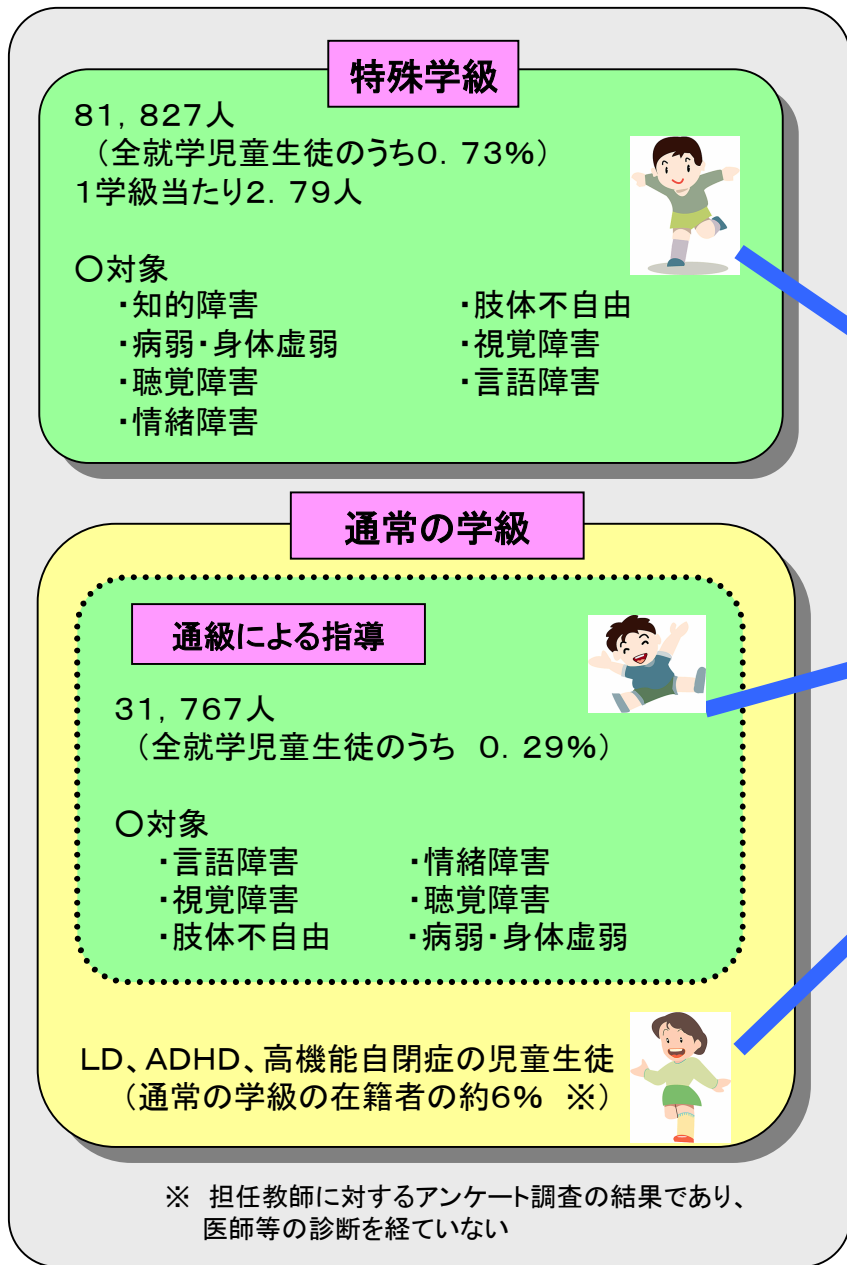 特殊学級
81,827人
(全就学児童生徒のうち0.73%)
1学級当たり2.79人
○対象
・知的障害 ・肢体不自由
・病弱・身体虚弱 ・視覚障害
・聴覚障害 ・言語障害
・情緒障害
通常の学級
通級による指導
31,767人
(全就学児童生徒のうち 0.29%)
○対象
・言語障害 ・情緒障害
・視覚障害 ・聴覚障害
・肢体不自由 ・病弱・身体虚弱
LD、ADHD、高機能自閉症の児童生徒
(通常の学級の在籍者の約6% ※)
※ 担任教師に対するアンケート調査の結果であり、
医師等の診断を経ていない